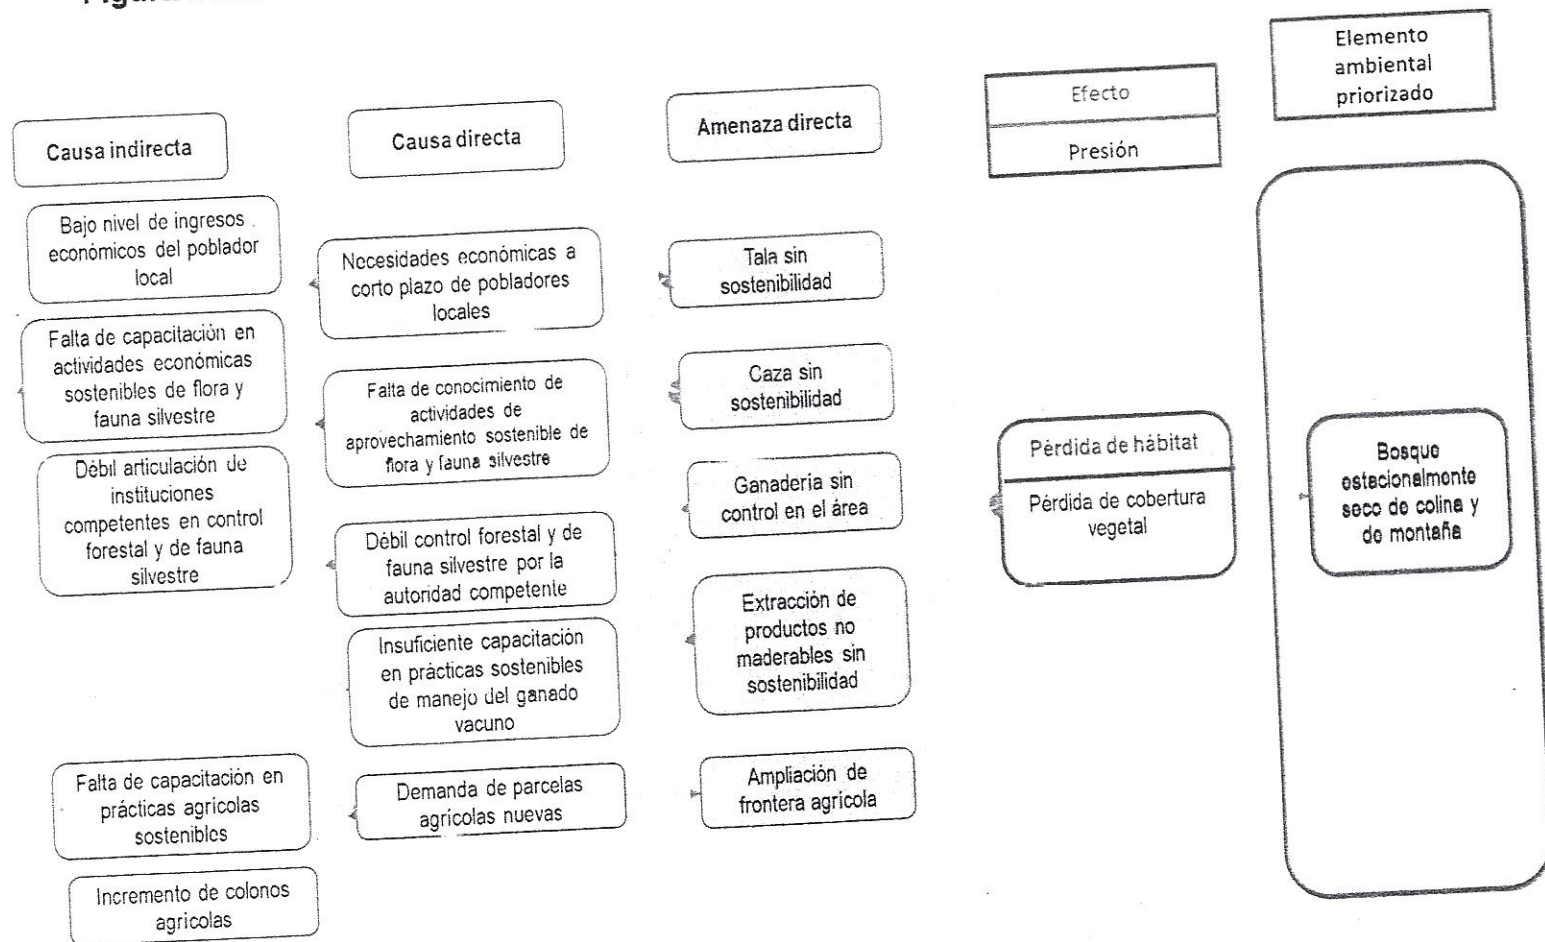 Causa indirecta
Bajo nivel de ingresos
económicos del poblador
local
Falta de capacitación en
actividades económicas
sostenibles de flora y
fauna silvestre
Débil articulación de
instituciones
competentes en control
forestal y de fauna
silvestre
Falta de capacitación en
prácticas agrícolas
sostenibles
Incremento de colonos
agricolas
Causa directa
Necesidades económicas a
corto plazo de pobladores
locales
Falta de conocimiento de
actividades de
aprovechamiento sostenible de
flora y fauna silvestre
Débil control forestal y de
fauna silvestre por la
autoridad competente
Insuficiente capacitación
en prácticas sostenibles
de manejo del ganado
vacuno
Demanda de parcelas
agrícolas nuevas
Amenaza directa
Tala sin
sostenibilidad
Caza sin
sostenibilidad
Ganadería sin
control en el área
Extracción de
productos no
maderables sin
sostenibilidad
Ampliación de
frontera agrícola
Efecto
Presión
Pérdida de hábitat
Pérdida de cobertura
vegetal
Elemento
ambiental
priorizado
Bosque
estacionalmente
seco de colina y
de montaña